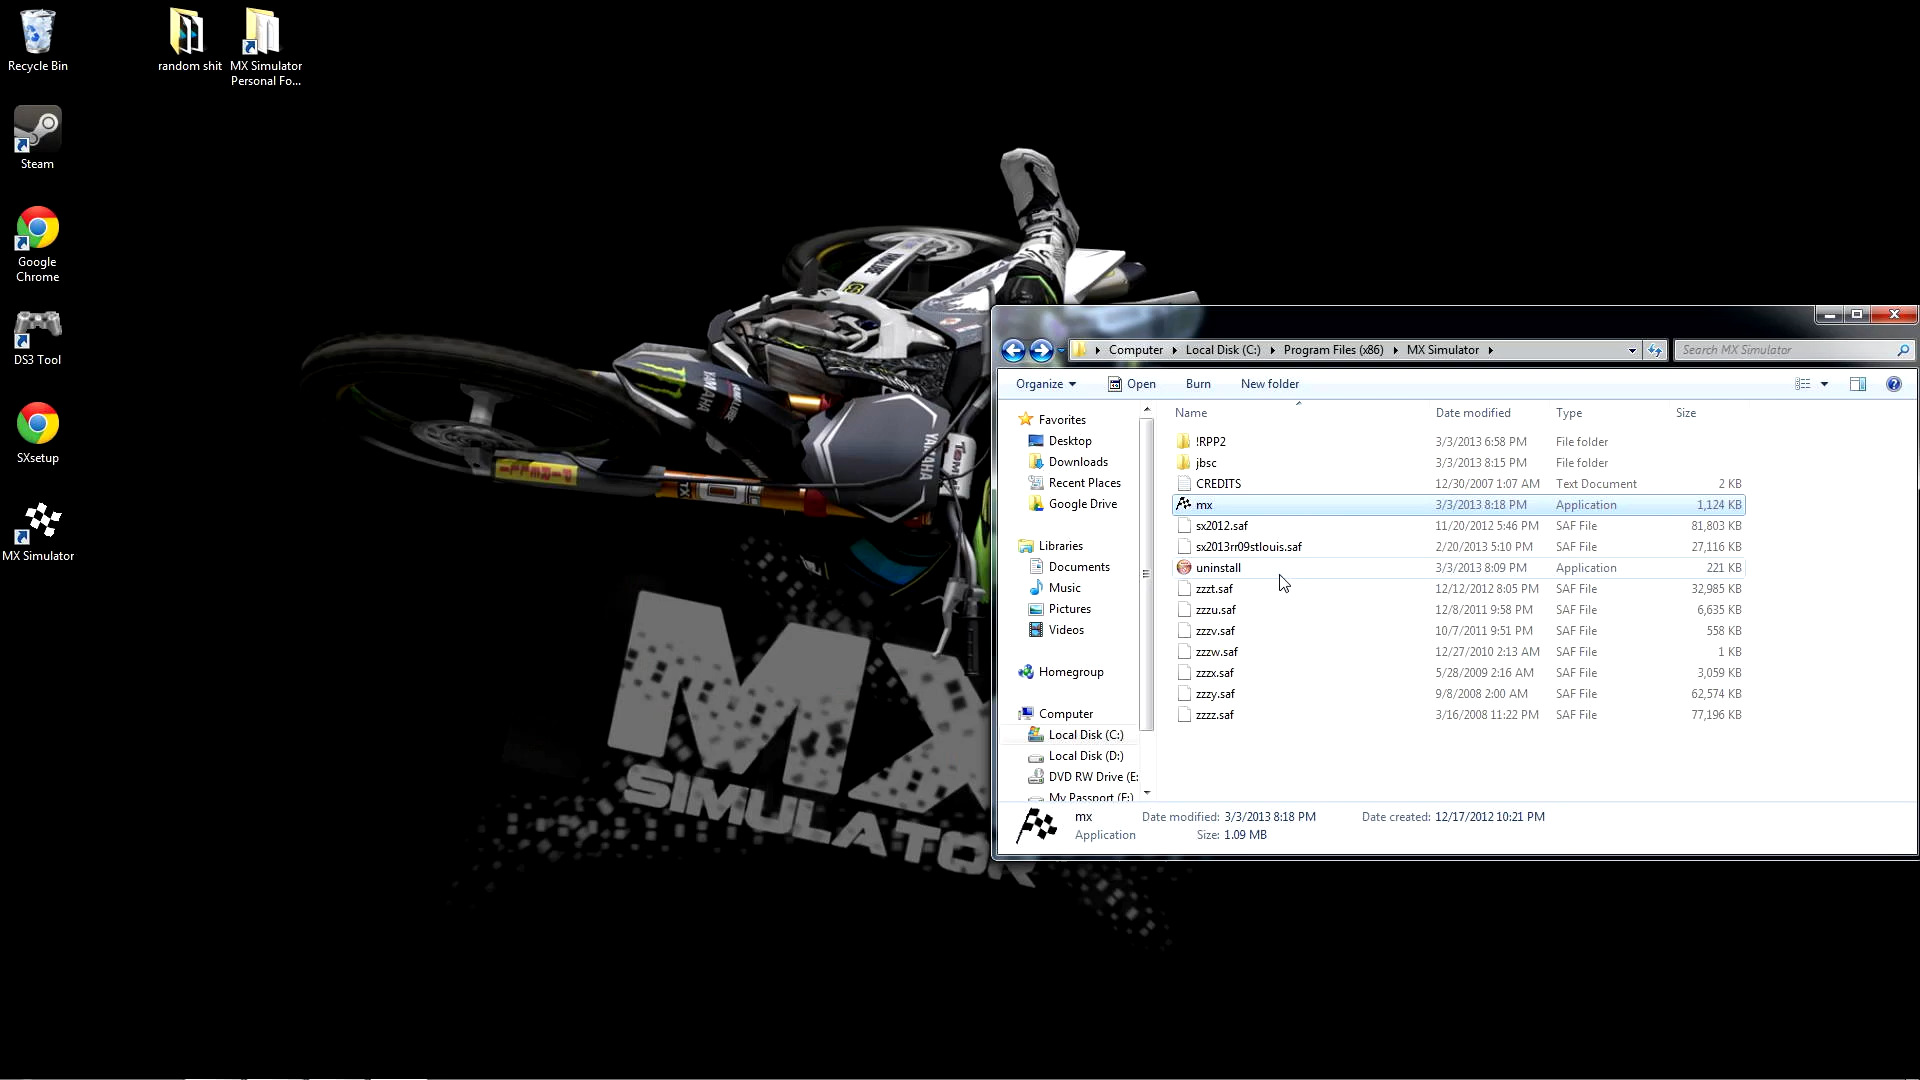 Recycle Bin
random shit
MX Simulator
Personal Fo...
Steam
Google
Chrome
DS3 Tool
SXsetup
MX Simulator
YAMAHA
YAMAHA
MX
SIMULATOR
Computer
Local Disk (C:)
Program Files (x86)
MX Simulator
Search MX Simulator
Organize
Open
Burn
New folder
Favorites
Desktop
Downloads
Recent Places
Google Drive
Libraries
Documents
Music
Pictures
Videos
Homegroup
Computer
Local Disk (C:)
Local Disk (D:)
DVD RW Drive (E:
My Passport (F:)
Name Date modified Type Size
!RPP2 3/3/2013 6:58 PM File folder
jbsc 3/3/2013 8:15 PM File folder
CREDITS 12/30/2007 1:07 AM Text Document 2 KB
mx 3/3/2013 8:18 PM Application 1,124 KB
sx2012.saf 11/20/2012 5:46 PM SAF File 81,803 KB
sx2013rr09stlouis.saf 2/20/2013 5:10 PM SAF File 27,116 KB
uninstall 3/3/2013 8:09 PM Application 221 KB
zzzt.saf 12/12/2012 8:05 PM SAF File 32,985 KB
zzzu.saf 12/8/2011 9:58 PM SAF File 6,635 KB
zzzv.saf 10/7/2011 9:51 PM SAF File 558 KB
zzzw.saf 12/27/2010 2:13 AM SAF File 1 KB
zzzx.saf 5/28/2009 2:16 AM SAF File 3,059 KB
zzzy.saf 9/8/2008 2:00 AM SAF File 62,574 KB
zzzz.saf 3/16/2008 11:22 PM SAF File 77,196 KB
mx Date modified: 3/3/2013 8:18 PM Date created: 12/17/2012 10:21 PM
Application Size: 1.09 MB